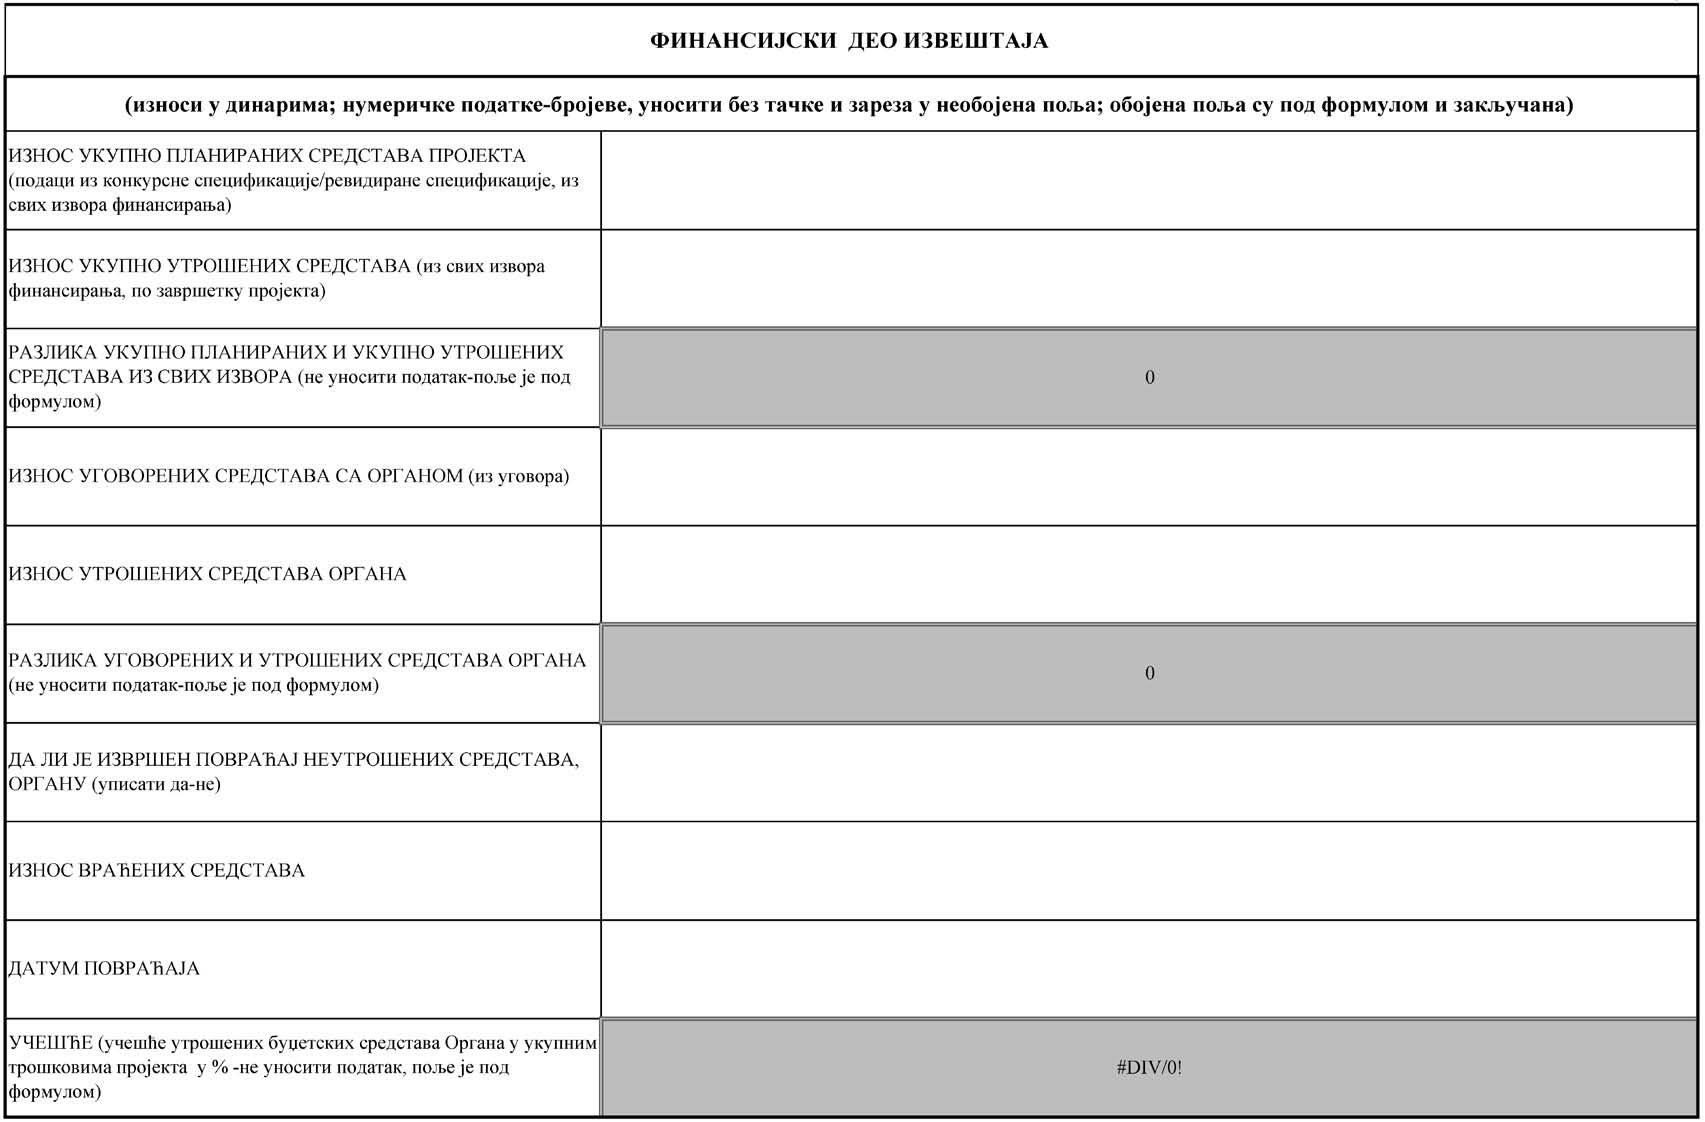 ФИНАНСИЈСКИ  ДЕО ИЗВЕШТАЈА
(износи у динарима; нумеричке податке-бројеве, уносити без тачке и зареза у необојена поља; обојена поља су под формулом и закључана)
ИЗНОС УКУПНО ПЛАНИРАНИХ СРЕДСТАВА ПРОЈЕКТА
(подаци из конкурсне спецификације/ревидиране спецификације, из
свих извора финансирања)
ИЗНОС УКУПНО УТРОШЕНИХ СРЕДСТАВА (из свих извора
финансирања, по завршетку пројекта)
РАЗЛИКА УКУПНО ПЛАНИРАНИХ И УКУПНО УТРОШЕНИХ
СРЕДСТАВА ИЗ СВИХ ИЗВОРА (не уносити податак-поље је под
формулом)
0
ИЗНОС УГОВОРЕНИХ СРЕДСТАВА СА ОРГАНОМ (из уговора)
ИЗНОС УТРОШЕНИХ СРЕДСТАВА ОРГАНА
РАЗЛИКА УГОВОРЕНИХ И УТРОШЕНИХ СРЕДСТАВА ОРГАНА
(не уносити податак-поље је под формулом)
0
ДА ЛИ ЈЕ ИЗВРШЕН ПОВРАЋАЈ НЕУТРОШЕНИХ СРЕДСТАВА,
ОРГАНУ (уписати да-не)
ИЗНОС ВРАЋЕНИХ СРЕДСТАВА
ДАТУМ ПОВРАЋАЈА
УЧЕШЋЕ (учешће утрошених буџетских средстава Органа у укупним
трошковима пројекта  у % -не уносити податак, поље је под
формулом)
#DIV/0!